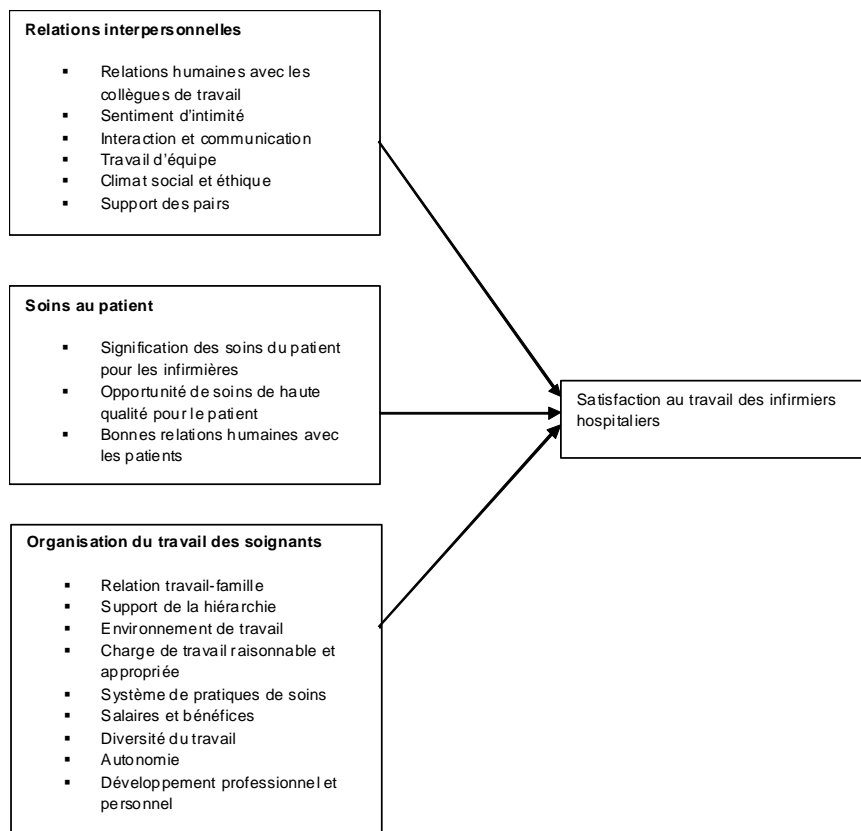 Relations interpersonnelles
▪ Relations humaines avec les
collègues de travail
▪ Sentiment d'intimité
▪ Interaction et communication
▪ Travail d'équipe
▪ Climat social et éthique
▪ Support des pairs
Soins au patient
▪ Signification des soins du patient
pour les infirmières
▪ Opportunité de soins de haute
qualité pour le patient
▪ Bonnes relations humaines avec
les patients
Satisfaction au travail des infirmiers
hospitaliers
Organisation du travail des soignants
▪ Relation travail-famille
▪ Support de la hiérarchie
▪ Environnement de travail
▪ Charge de travail raisonnable et
appropriée
▪ Système de pratiques de soins
▪ Salaires et bénéfices
▪ Diversité du travail
▪ Autonomie
▪ Développement professionnel et
personnel